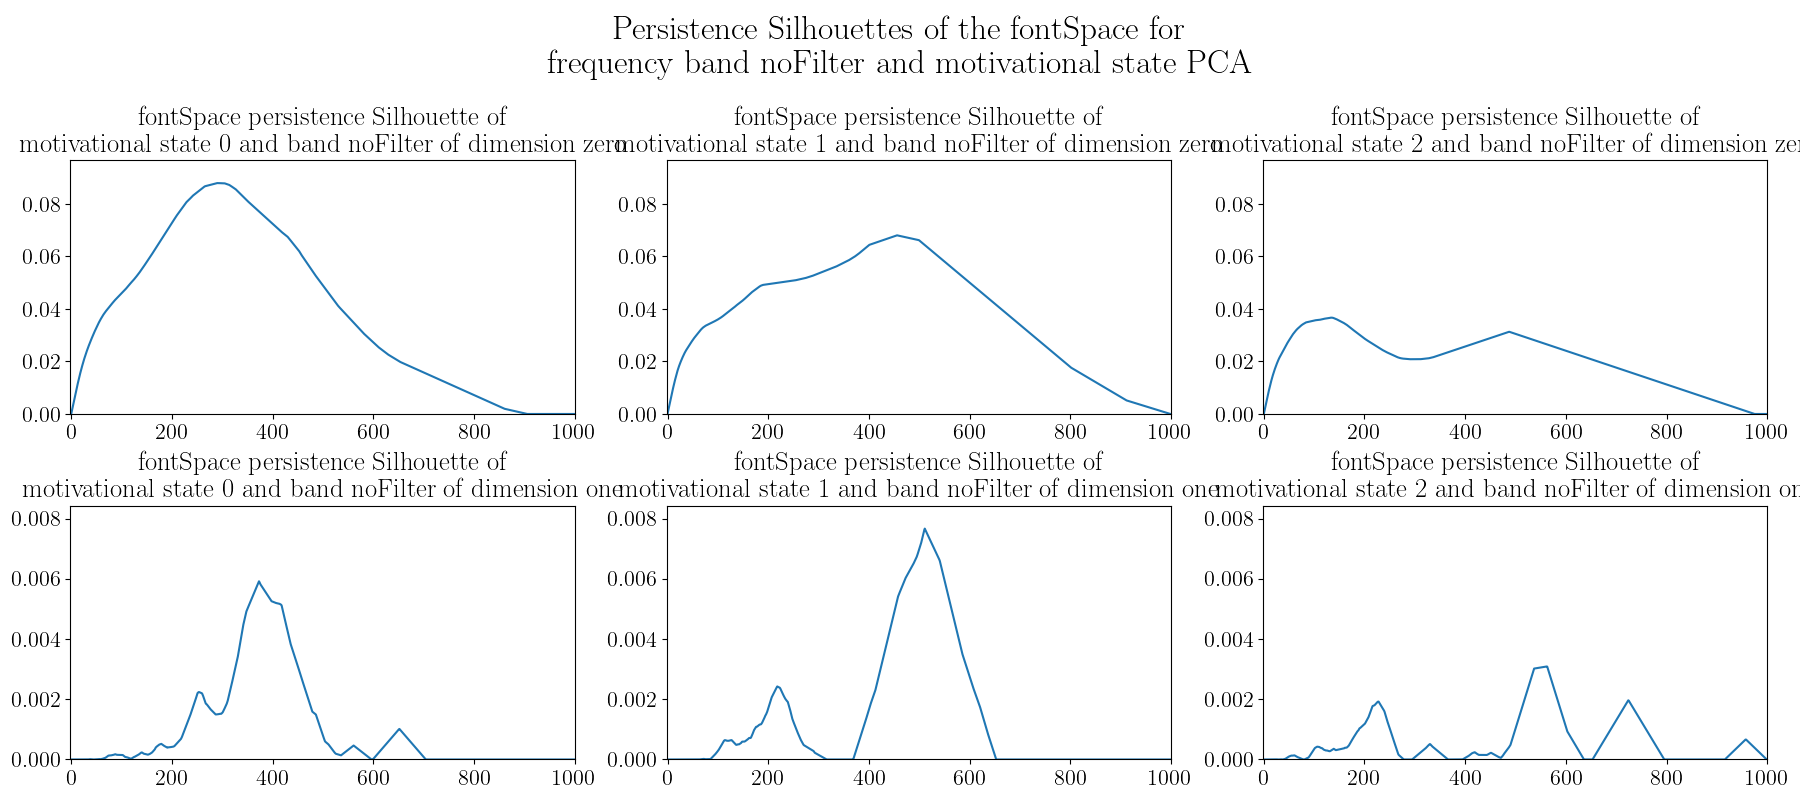 Persistence Silhouettes of the fontSpace for
frequency band noFilter and motivational state PCA
fontSpace persistence Silhouette of
motivational state 0 and band noFilter of dimension zero
fontSpace persistence Silhouette of
motivational state 1 and band noFilter of dimension zero
fontSpace persistence Silhouette of
motivational state 2 and band noFilter of dimension zer
0.08
0.06
0.04
0.02
0.00
0 200 400 600 800 1000
0.08
0.06
0.04
0.02
0.00
0 200 400 600 800 1000
0.08
0.06
0.04
0.02
0.00
0 200 400 600 800 1000
fontSpace persistence Silhouette of
motivational state 0 and band noFilter of dimension one
fontSpace persistence Silhouette of
motivational state 1 and band noFilter of dimension one
fontSpace persistence Silhouette of
motivational state 2 and band noFilter of dimension on
0.008
0.006
0.004
0.002
0.000
0 200 400 600 800 1000
0.008
0.006
0.004
0.002
0.000
0 200 400 600 800 1000
0.008
0.006
0.004
0.002
0.000
0 200 400 600 800 1000